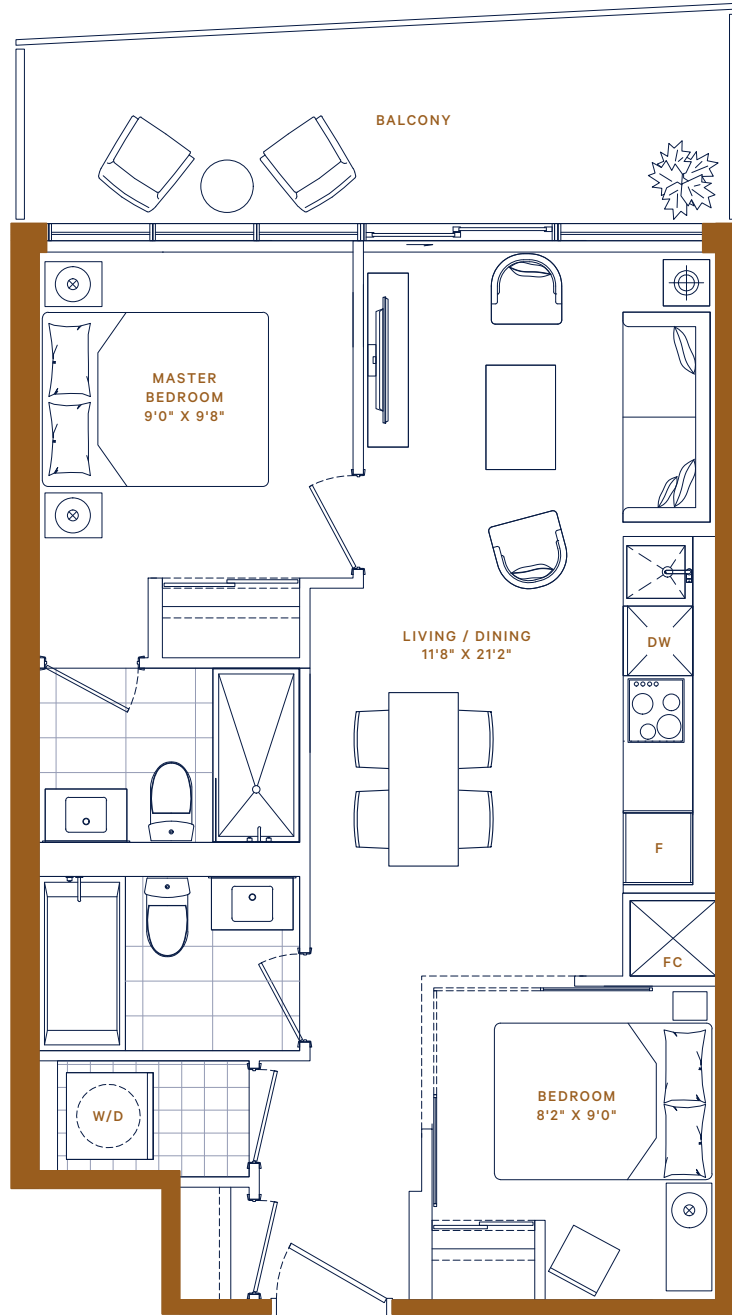 BALCONY
MASTER
BEDROOM
9'0" X 9'8"
LIVING / DINING
11'8" X 21'2"
DW
F
FC
BEDROOM
8'2" X 9'0"
W/D